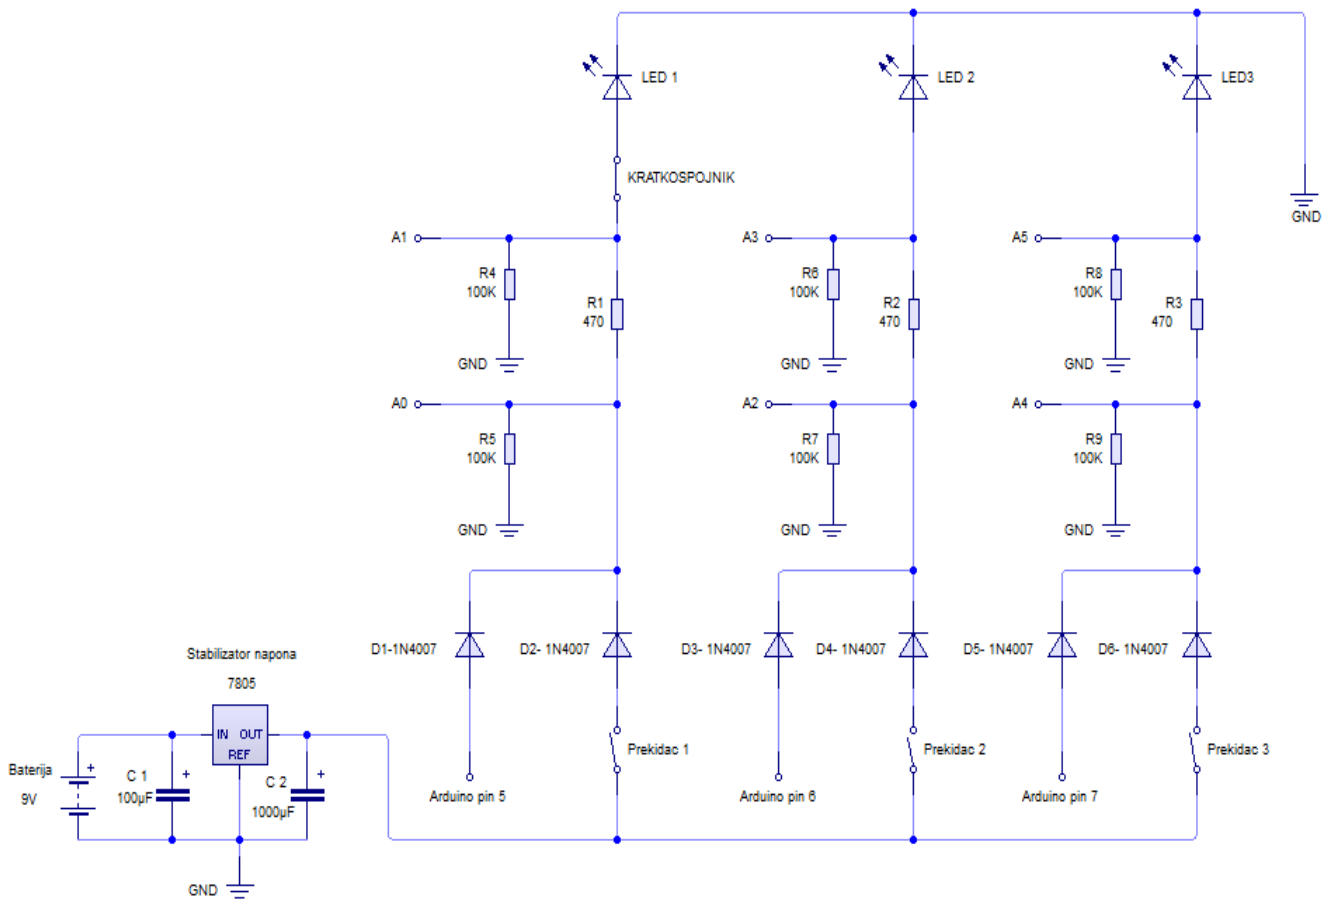 LED 1
LED 2
LED3
KRATKOSPOJNIK
GND
A1
A3
A5
R4
100K
R6
100K
R8
100K
R1
470
R2
470
R3
470
GND
GND
GND
A0
A2
A4
R5
100K
R7
100K
R9
100K
GND
GND
GND
D1-1N4007
D2- 1N4007
D3- 1N4007
D4- 1N4007
D5- 1N4007
D6- 1N4007
Stabilizator napona
7805
IN OUT
REF
Prekidac 1
Prekidac 2
Prekidac 3
Baterija
9V
+
C 1
100µF
+
C 2
1000µF
+
Arduino pin 5
Arduino pin 6
Arduino pin 7
GND